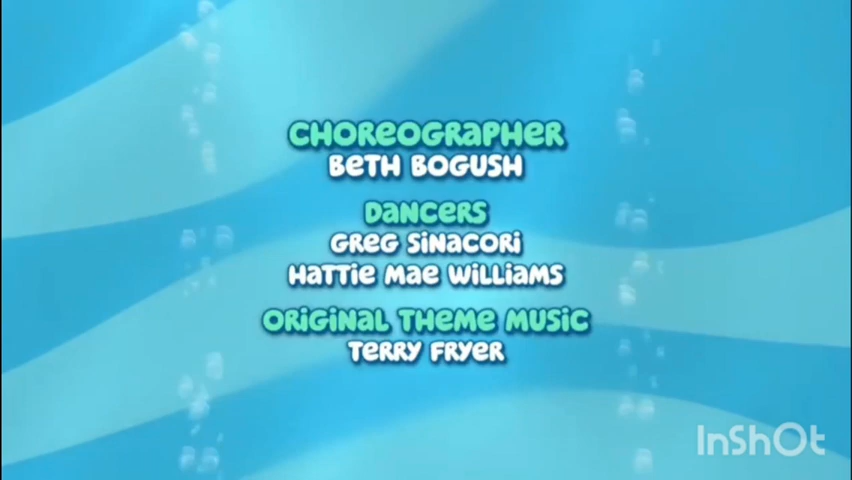 CHOREOGRAPHER
BETH BOGUSH
DANCERS
GREG SINACORI
HATTIE MAE WILLIAMS
ORIGINAL THEME MUSIC
TERRY FRYER
InShOt